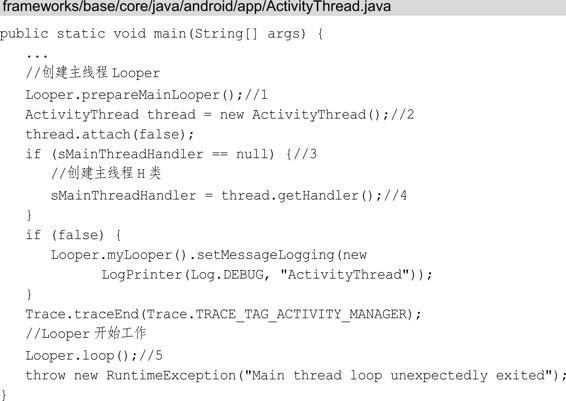 frameworks/base/core/java/android/app/ActivityThread.java
public static void main(String[] args) {
...
//创建主线程 Looper
Looper.prepareMainLooper();//1
ActivityThread thread = new ActivityThread();//2
thread.attach(false);
if (sMainThreadHandler == null) {//3
//创建主线程 H 类
sMainThreadHandler = thread.getHandler();//4
}
if (false) {
Looper.myLooper().setMessageLogging(new
LogPrinter(Log.DEBUG, "ActivityThread"));
}
Trace.traceEnd(Trace.TRACE_TAG_ACTIVITY_MANAGER);
//Looper 开始工作
Looper.loop();//5
throw new RuntimeException("Main thread loop unexpectedly exited");
}